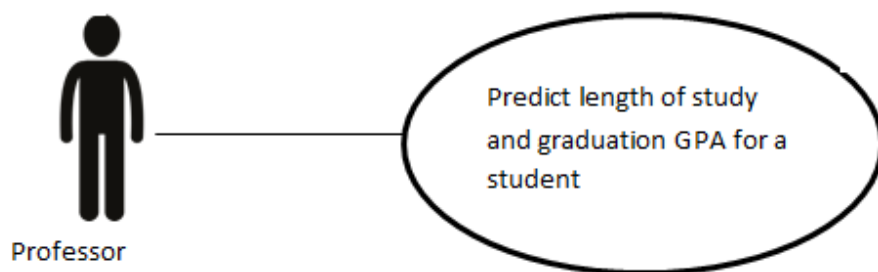 Predict length of study
and graduation GPA for a
student
Professor